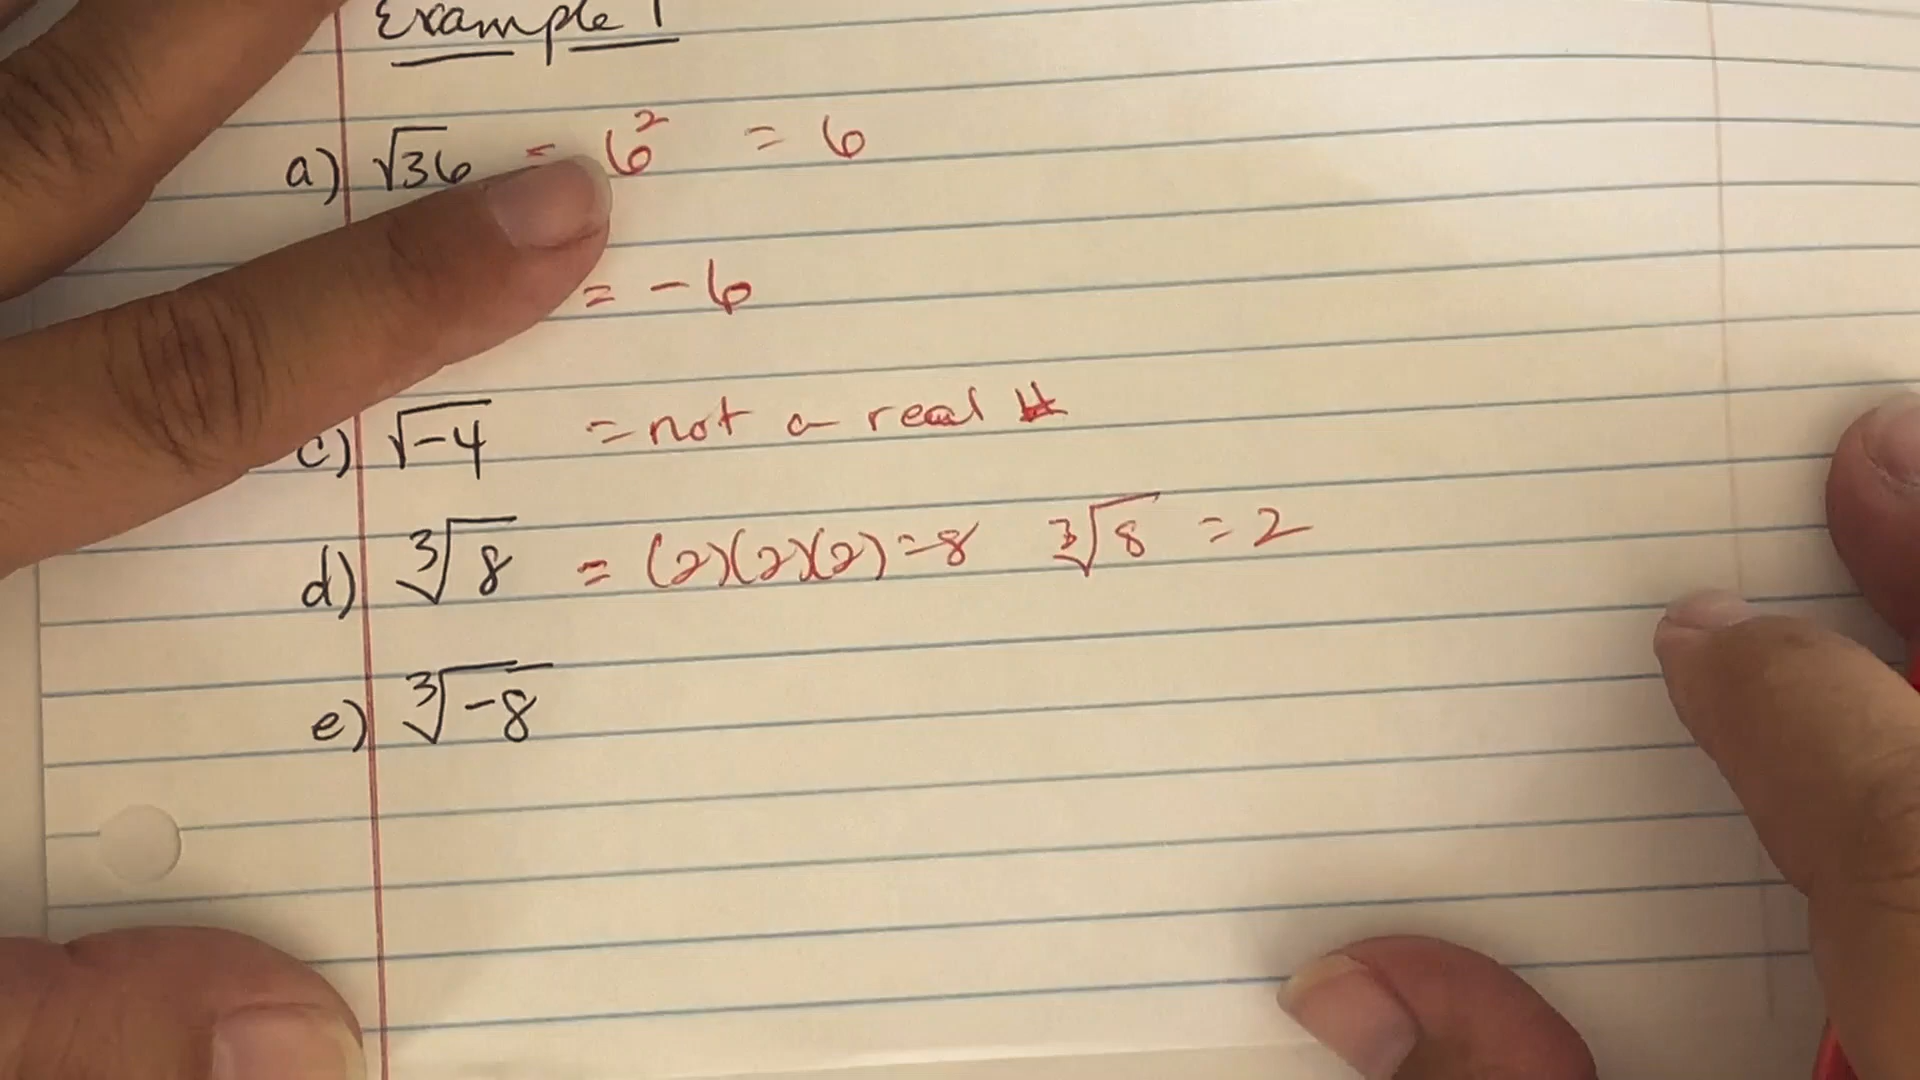 Example 1
a) √36 = 6² = 6
= -6
c) √-4 = not a real #
d) ∛8 = (2)(2)(2)=8 ∛8 = 2
e) ∛-8